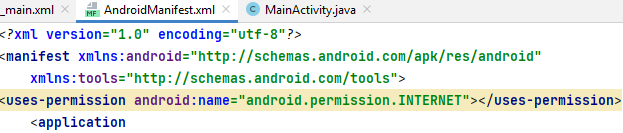 _main.xml × AndroidManifest.xml × MainActivity.java ×
<?xml version="1.0" encoding="utf-8"?>
<manifest xmlns:android="http://schemas.android.com/apk/res/android"
xmlns:tools="http://schemas.android.com/tools">
<uses-permission android:name="android.permission.INTERNET"></uses-permission>
<application